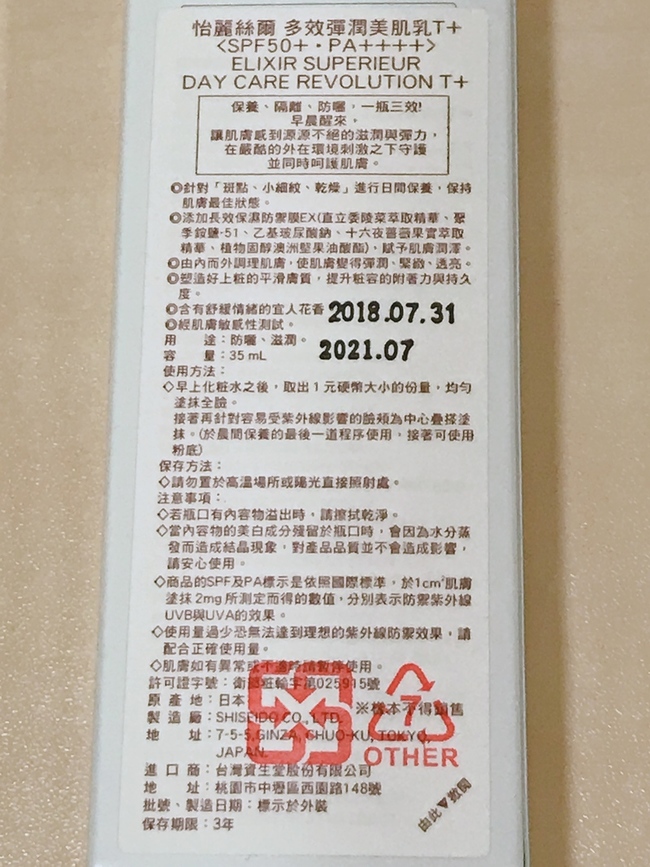 怡麗絲爾 多效彈潤美肌乳T+
<SPF50+・PA++++>
ELIXIR SUPERIEUR
DAY CARE REVOLUTION T+
保養、隔離、防曬，一瓶三效!
早晨醒來，
讓肌膚感到源源不絕的滋潤與彈力，
在嚴酷的外在環境刺激之下守護
並同時呵護肌膚。
◎針對「斑點、小細紋、乾燥」進行日間保養，保持
肌膚最佳狀態。
◎添加長效保濕防禦膜EX(直立委陵菜萃取精華、聚
季銨鹽-51、乙基玻尿酸鈉、十六夜薔薇果實萃取
精華、植物固醇澳洲堅果油酸酯)，賦予肌膚潤澤。
◎由內而外調理肌膚，使肌膚變得彈潤、緊緻、透亮。
◎塑造好上粧的平滑膚質，提升粧容的附著力與持久
度。
◎含有舒緩情緒的宜人花香 2018.07.31
◎經肌膚敏感性測試。
用　　途：防曬、滋潤。 2021.07
容　　量：35 mL
使用方法：
◇早上化粧水之後，取出1元硬幣大小的份量，均勻
塗抹全臉。
接著再針對容易受紫外線影響的臉頰為中心疊搭塗
抹。(於晨間保養的最後一道程序使用，接著可使用
粉底)
保存方法：
◇請勿置於高溫場所或陽光直接照射處。
注意事項：
◇若瓶口有內容物溢出時，請擦拭乾淨。
◇當內容物的美白成分殘留於瓶口時，會因為水分蒸
發而造成結晶現象，對產品品質並不會造成影響，
請安心使用。
◇商品的SPF及PA標示是依照國際標準，於1cm²肌膚
塗抹2mg所測定而得的數值，分別表示防禦紫外線
UVB與UVA的效果。
◇使用量過少恐無法達到理想的紫外線防禦效果，請
配合正確使用量。
◇肌膚如有異常或不適時請暫停使用。
許可證字號：衛部粧輸字第025915號
原 產 地：日本 ※樣本不得銷售
製 造 廠：SHISEIDO CO., LTD.
地　　址：7-5-5,GINZA, CHUO-KU, TOKYO,
JAPAN.
7
OTHER
進 口 商：台灣資生堂股份有限公司
地　　址：桃園市中壢區西園路148號
批號、製造日期：標示於外裝
保存期限：3年
由此▼撕開